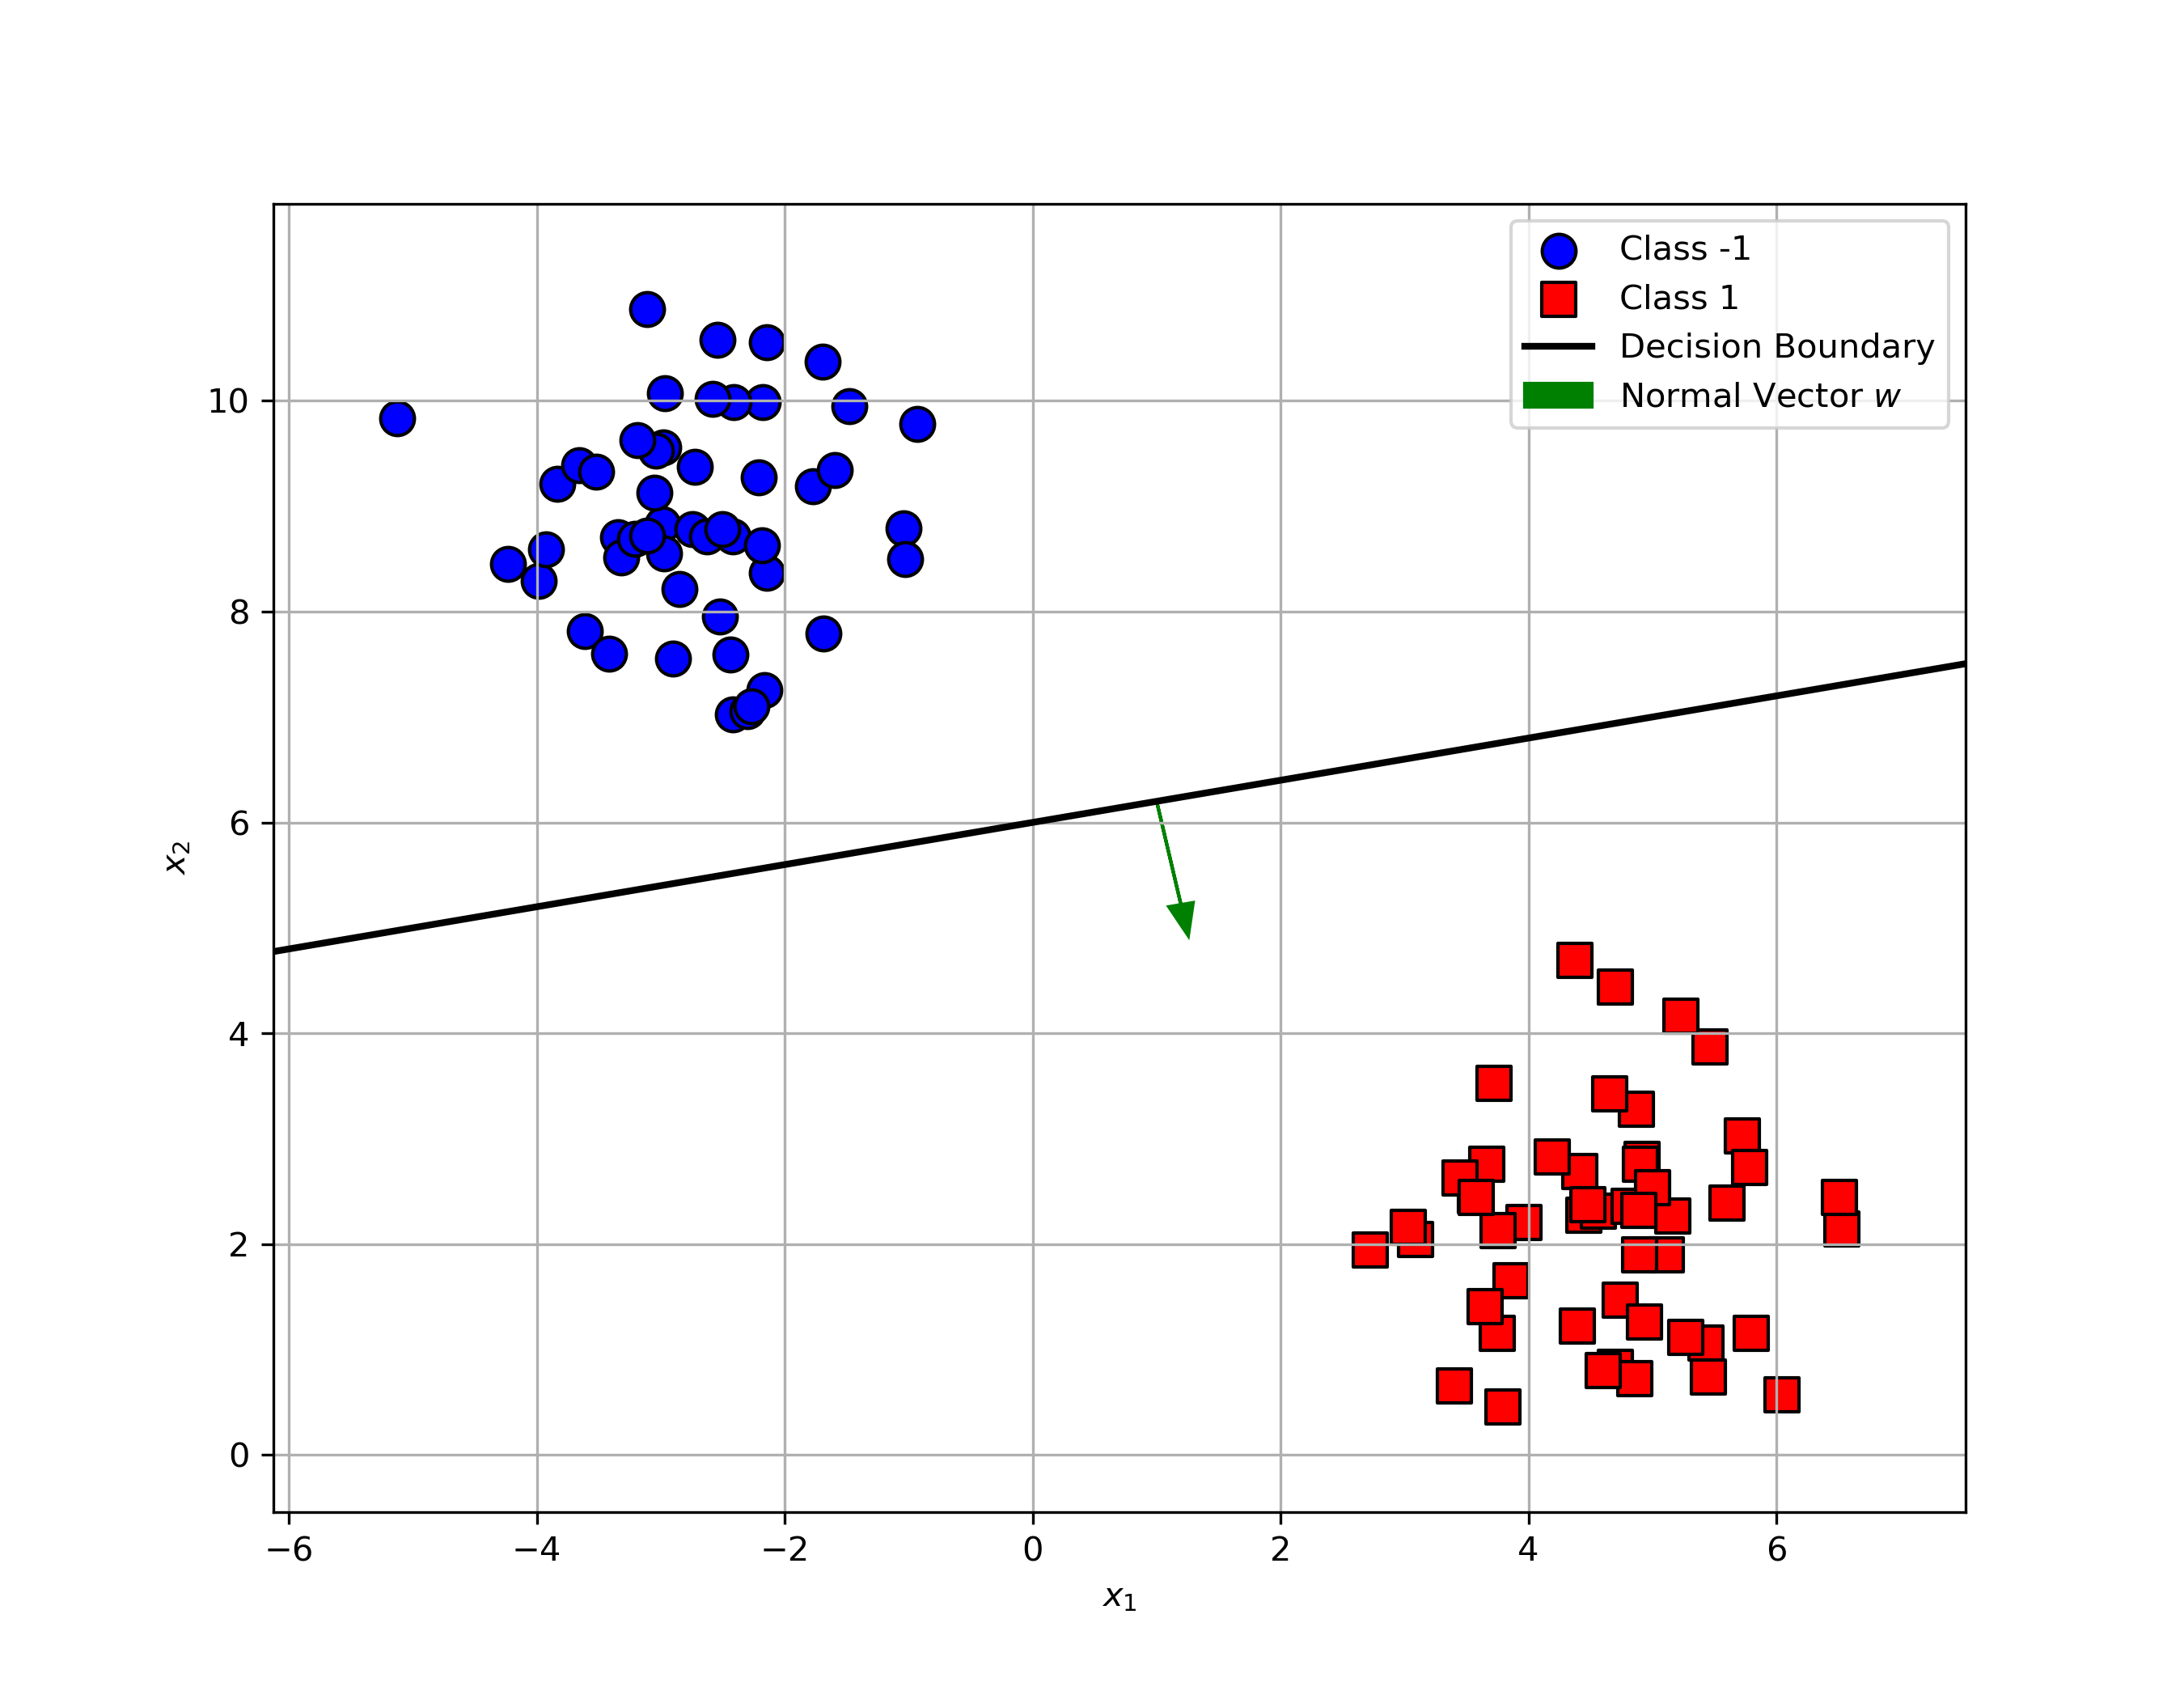 Class -1
Class 1
Decision Boundary
Normal Vector w
10
8
6
4
2
0
x₂
−6 −4 −2 0 2 4 6
x₁